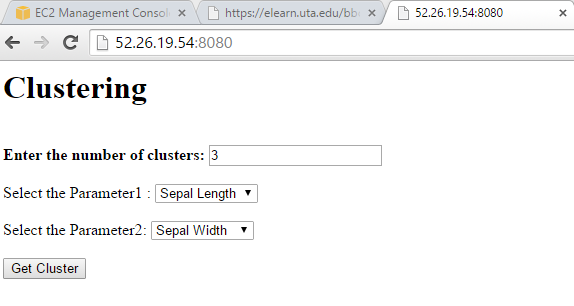 EC2 Management Consol
https://elearn.uta.edu/bb
52.26.19.54:8080
52.26.19.54:8080
Clustering
Enter the number of clusters: 3
Select the Parameter1 : Sepal Length
Select the Parameter2: Sepal Width
Get Cluster